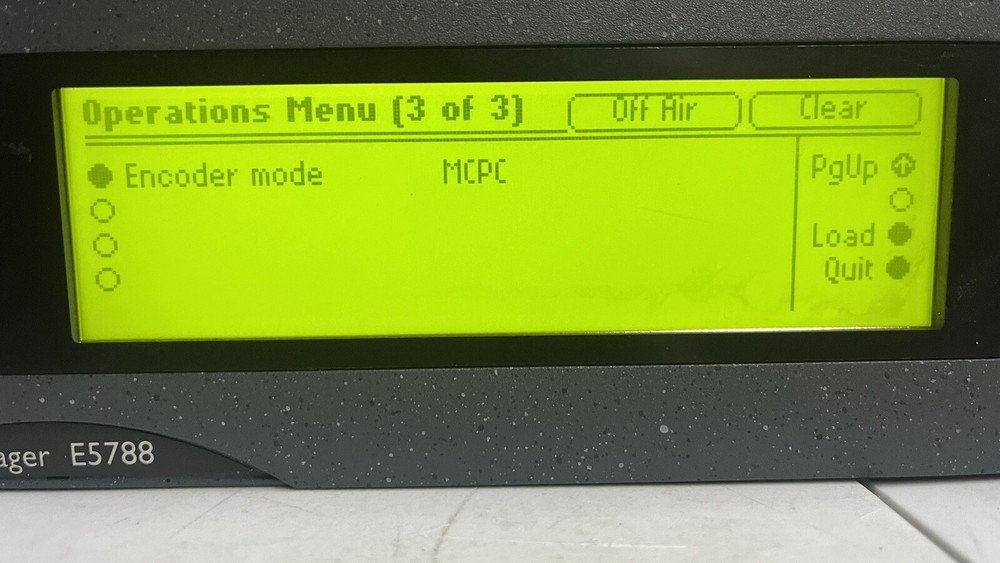 Operations Menu (3 of 3) Off Air Clear
Encoder mode MCPC PgUp
Load
Quit
ager E5788